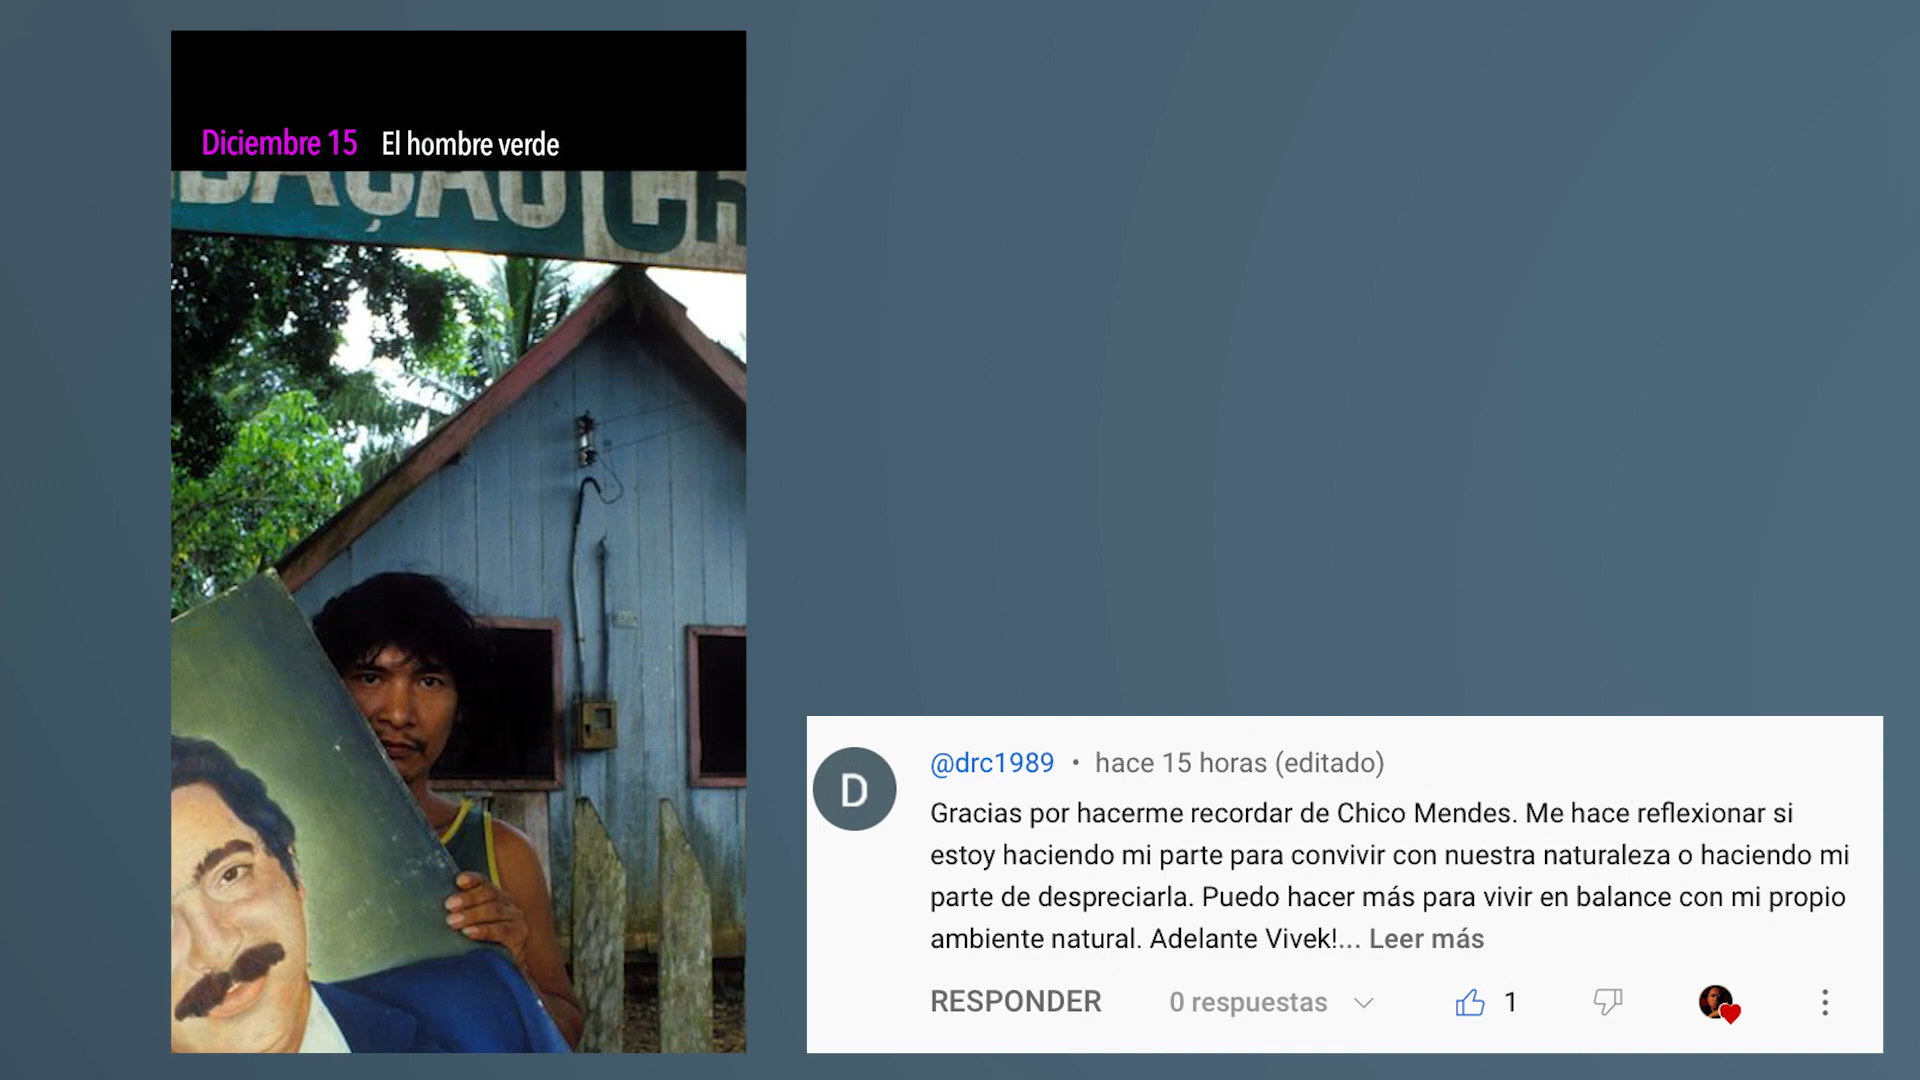 Diciembre 15 El hombre verde
DAÇÃO CH
@drc1989 • hace 15 horas (editado)
D
Gracias por hacerme recordar de Chico Mendes. Me hace reflexionar si
estoy haciendo mi parte para convivir con nuestra naturaleza o haciendo mi
parte de despreciarla. Puedo hacer más para vivir en balance con mi propio
ambiente natural. Adelante Vivek!... Leer más
RESPONDER 0 respuestas 1